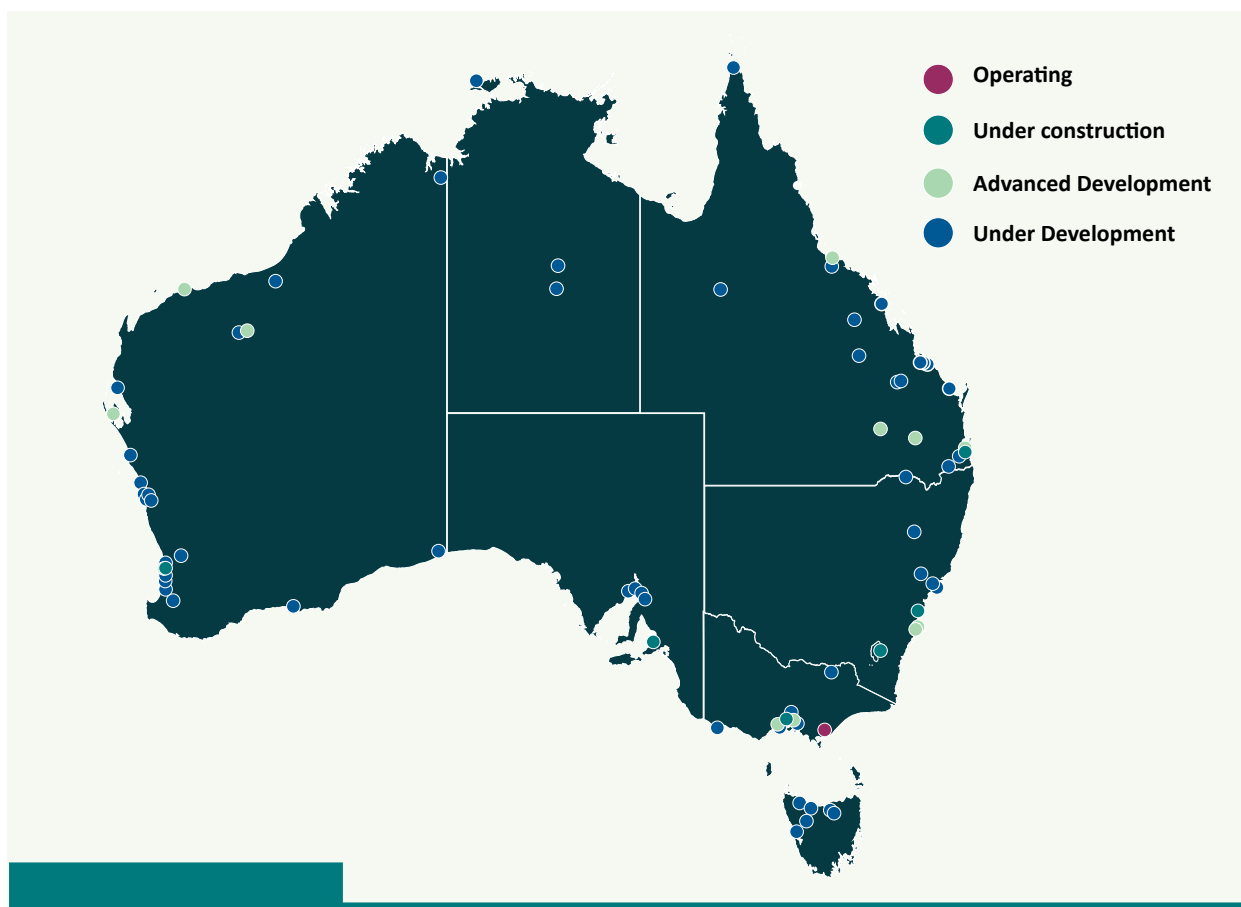 Operating
Under construction
Advanced Development
Under Development